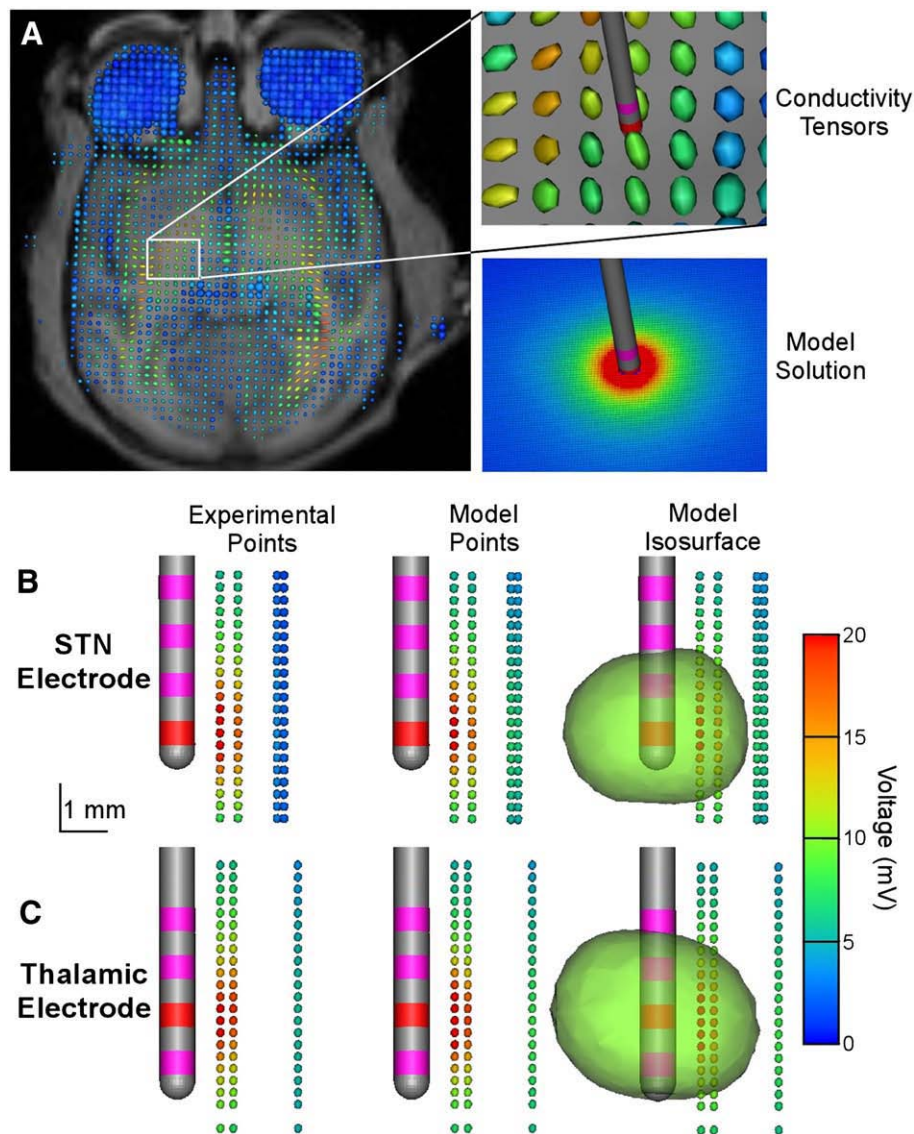 A
Conductivity
Tensors
Model
Solution
Experimental
Points
Model
Points
Model
Isosurface
B
STN
Electrode
1 mm
C
Thalamic
Electrode
20
15
10
5
0
Voltage (mV)